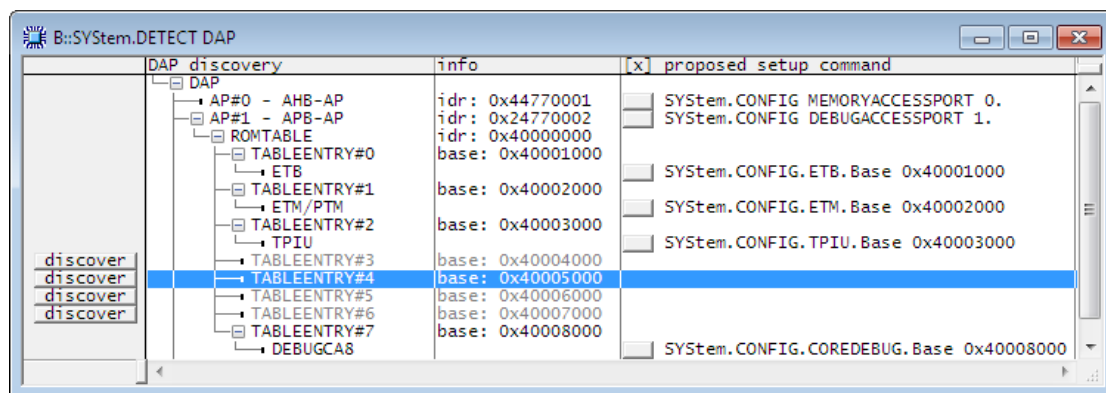 B::SYStem.DETECT DAP
DAP discovery info [x] proposed setup command
DAP
AP#0 - AHB-AP idr: 0x44770001 SYStem.CONFIG MEMORYACCESSPORT 0.
AP#1 - APB-AP idr: 0x24770002 SYStem.CONFIG DEBUGACCESSPORT 1.
ROMTABLE idr: 0x40000000
TABLEENTRY#0 base: 0x40001000
ETB SYStem.CONFIG.ETB.Base 0x40001000
TABLEENTRY#1 base: 0x40002000
ETM/PTM SYStem.CONFIG.ETM.Base 0x40002000
TABLEENTRY#2 base: 0x40003000
TPIU SYStem.CONFIG.TPIU.Base 0x40003000
discover TABLEENTRY#3 base: 0x40004000
discover TABLEENTRY#4 base: 0x40005000
discover TABLEENTRY#5 base: 0x40006000
discover TABLEENTRY#6 base: 0x40007000
TABLEENTRY#7 base: 0x40008000
DEBUGCA8 SYStem.CONFIG.COREDEBUG.Base 0x40008000